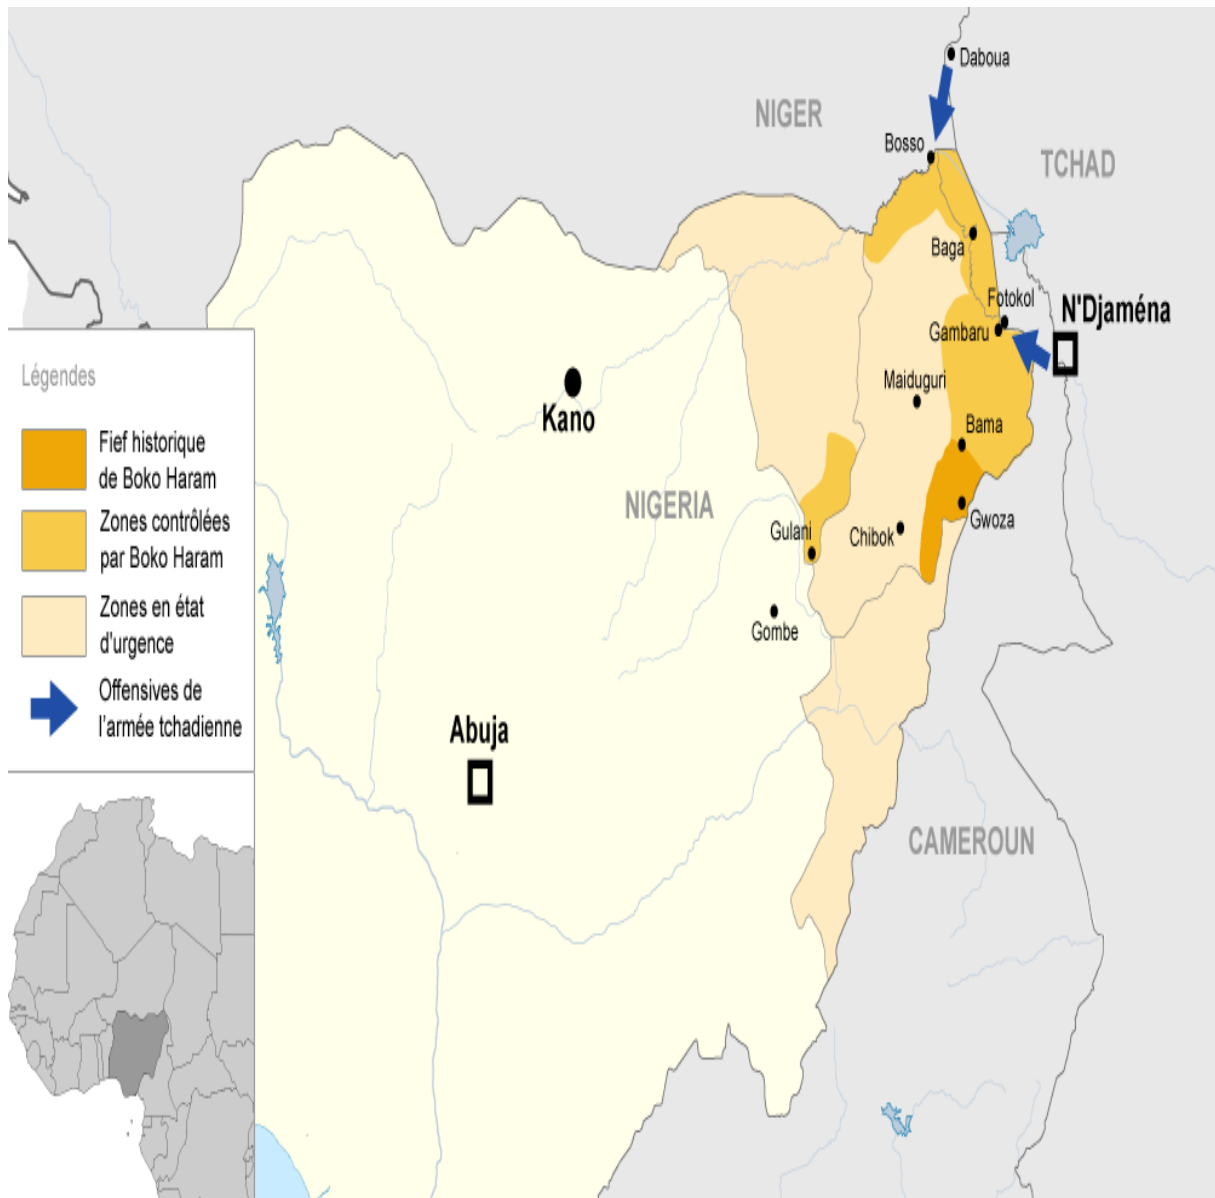 Daboua
NIGER
Bosso
TCHAD
Baga
Fotokol
N'Djaména
Gambaru
Légendes
Maiduguri
Kano
Bama
Fief historique
de Boko Haram
NIGERIA
Zones contrôlées
par Boko Haram
Gwoza
Gulani
Chibok
Zones en état
d'urgence
Gombe
Offensives de
l'armée tchadienne
Abuja
CAMEROUN